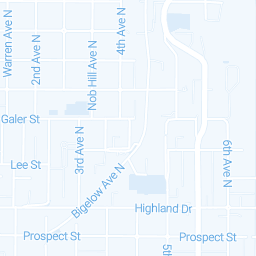 Warren Ave N
2nd Ave N
Nob Hill Ave N
4th Ave N
Galer St
3rd Ave N
Lee St
6th Ave N
Bigelow Ave N
Highland Dr
Prospect St
5th
Prospect St